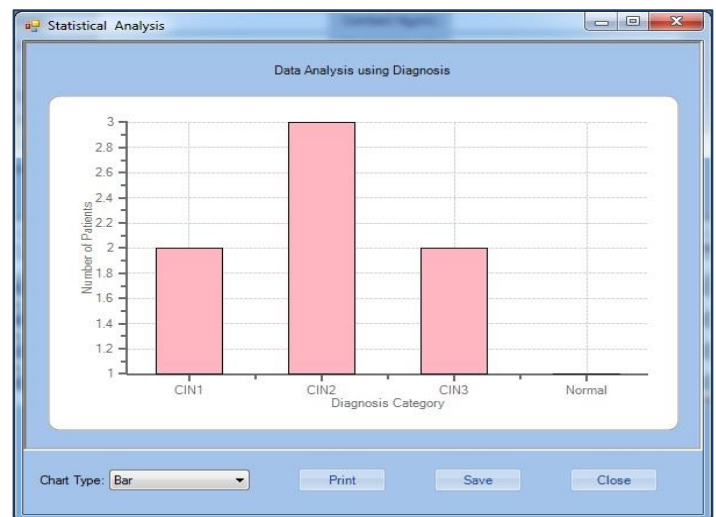 Statistical Analysis
Data Analysis using Diagnosis
Number of Patients
3
2.8
2.6
2.4
2.2
2
1.8
1.6
1.4
1.2
1
CIN1 CIN2 CIN3 Normal
Diagnosis Category
Chart Type: Bar Print Save Close